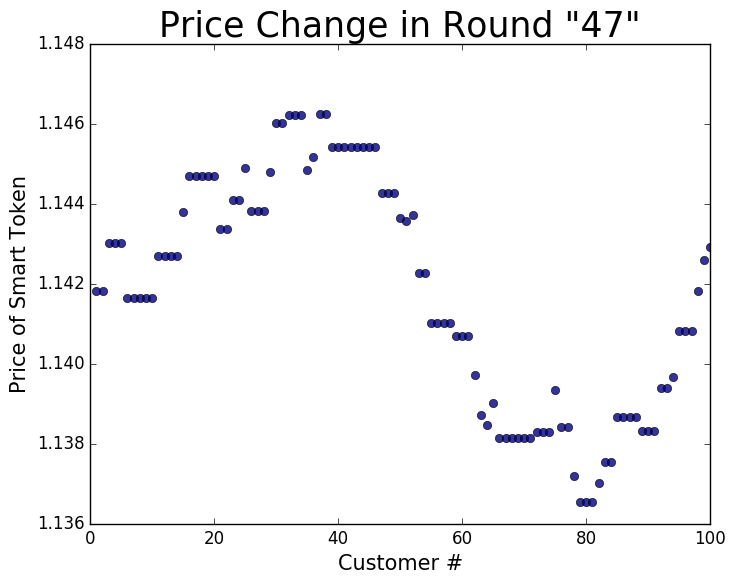 Price Change in Round "47"
1.148
1.146
1.144
1.142
1.140
1.138
1.136
Price of Smart Token
0 20 40 60 80 100
Customer #